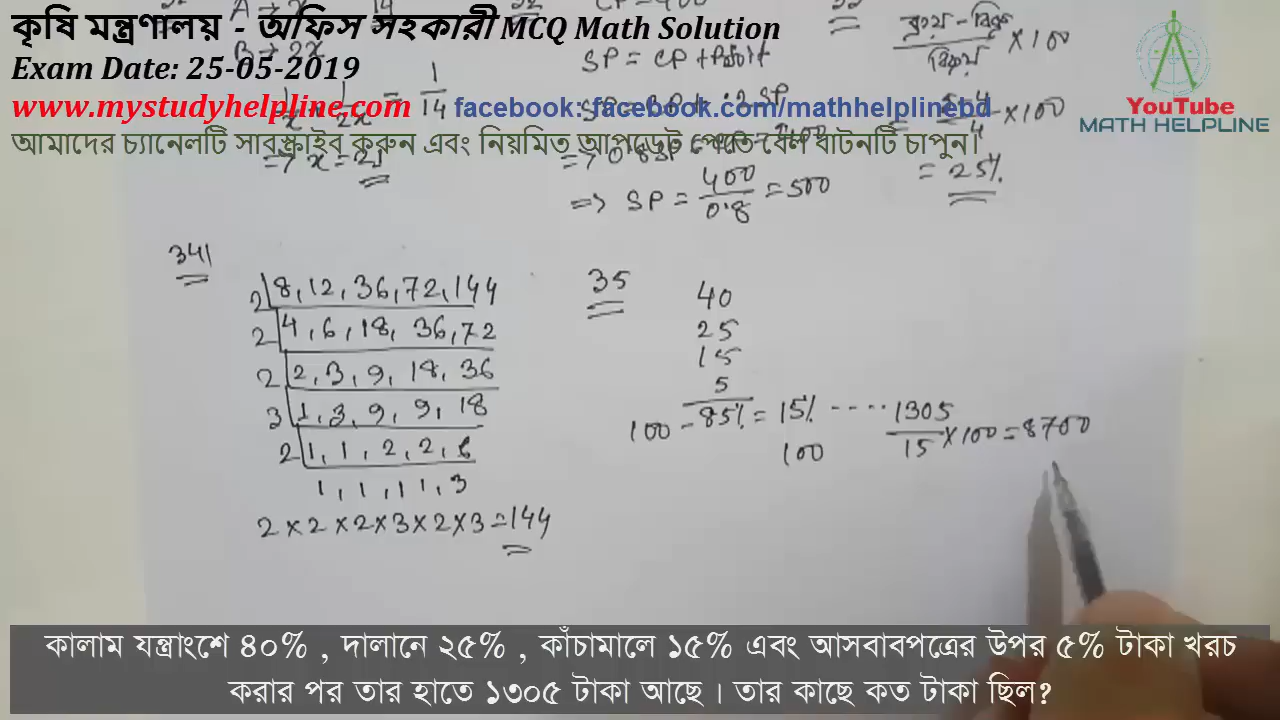 কৃষি মন্ত্রণালয় - অফিস সহকারী MCQ Math Solution
Exam Date: 25-05-2019
www.mystudyhelpline.com facebook: facebook.com/mathhelplinebd
আমাদের চ্যানেলটি সাবস্ক্রাইব করুন এবং নিয়মিত আপডেট পেতে বেল বাটনটি চাপুন।
YouTube
MATH HELPLINE
SP = CP + Profit
=> x = 21
=> SP = 400/0.8 = 500
× 100
× 100
= 25%
34।
2 8, 12, 36, 72, 144
2 4, 6, 18, 36, 72
2 2, 3, 9, 18, 36
3 1, 3, 9, 9, 18
2 1, 1, 2, 2, 6
1, 1, 1 1, 3
2 × 2 × 2 × 3 × 2 × 3 = 144
35
40
25
15
5
100 - 85% = 15% ···· 1305/15 × 100 = 8700
100
কালাম যন্ত্রাংশে ৪০% , দালানে ২৫% , কাঁচামালে ১৫% এবং আসবাবপত্রের উপর ৫% টাকা খরচ
করার পর তার হাতে ১৩০৫ টাকা আছে । তার কাছে কত টাকা ছিল?